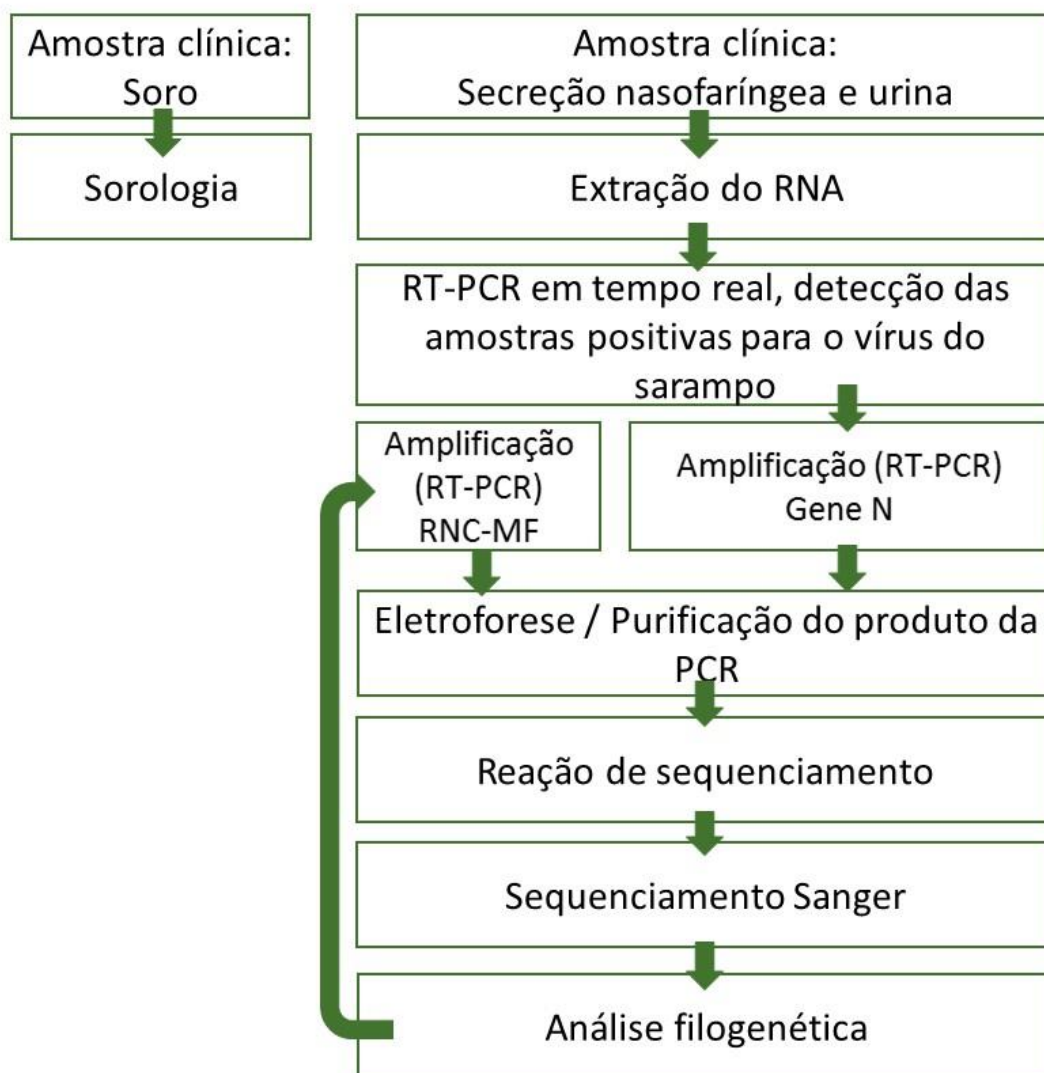 Amostra clínica:
Soro
Sorologia
Amostra clínica:
Secreção nasofaríngea e urina
Extração do RNA
RT-PCR em tempo real, detecção das
amostras positivas para o vírus do
sarampo
Amplificação
(RT-PCR)
RNC-MF
Amplificação (RT-PCR)
Gene N
Eletroforese / Purificação do produto da
PCR
Reação de sequenciamento
Sequenciamento Sanger
Análise filogenética